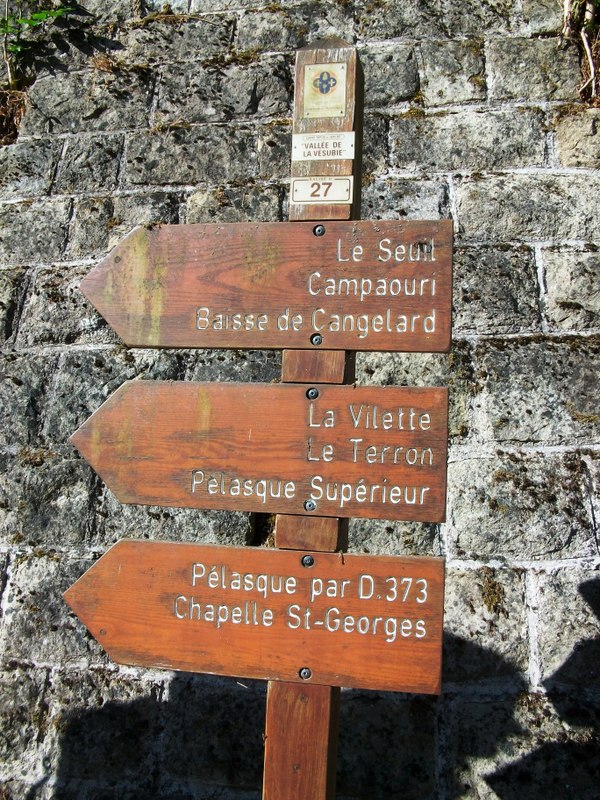 "VALLÉE DE
LA VÉSUBIE"
27
Le Seuil
Campaouri
Baisse de Cangelard
La Vilette
Le Terron
Pélasque Supérieur
Pélasque par D.373
Chapelle St-Georges